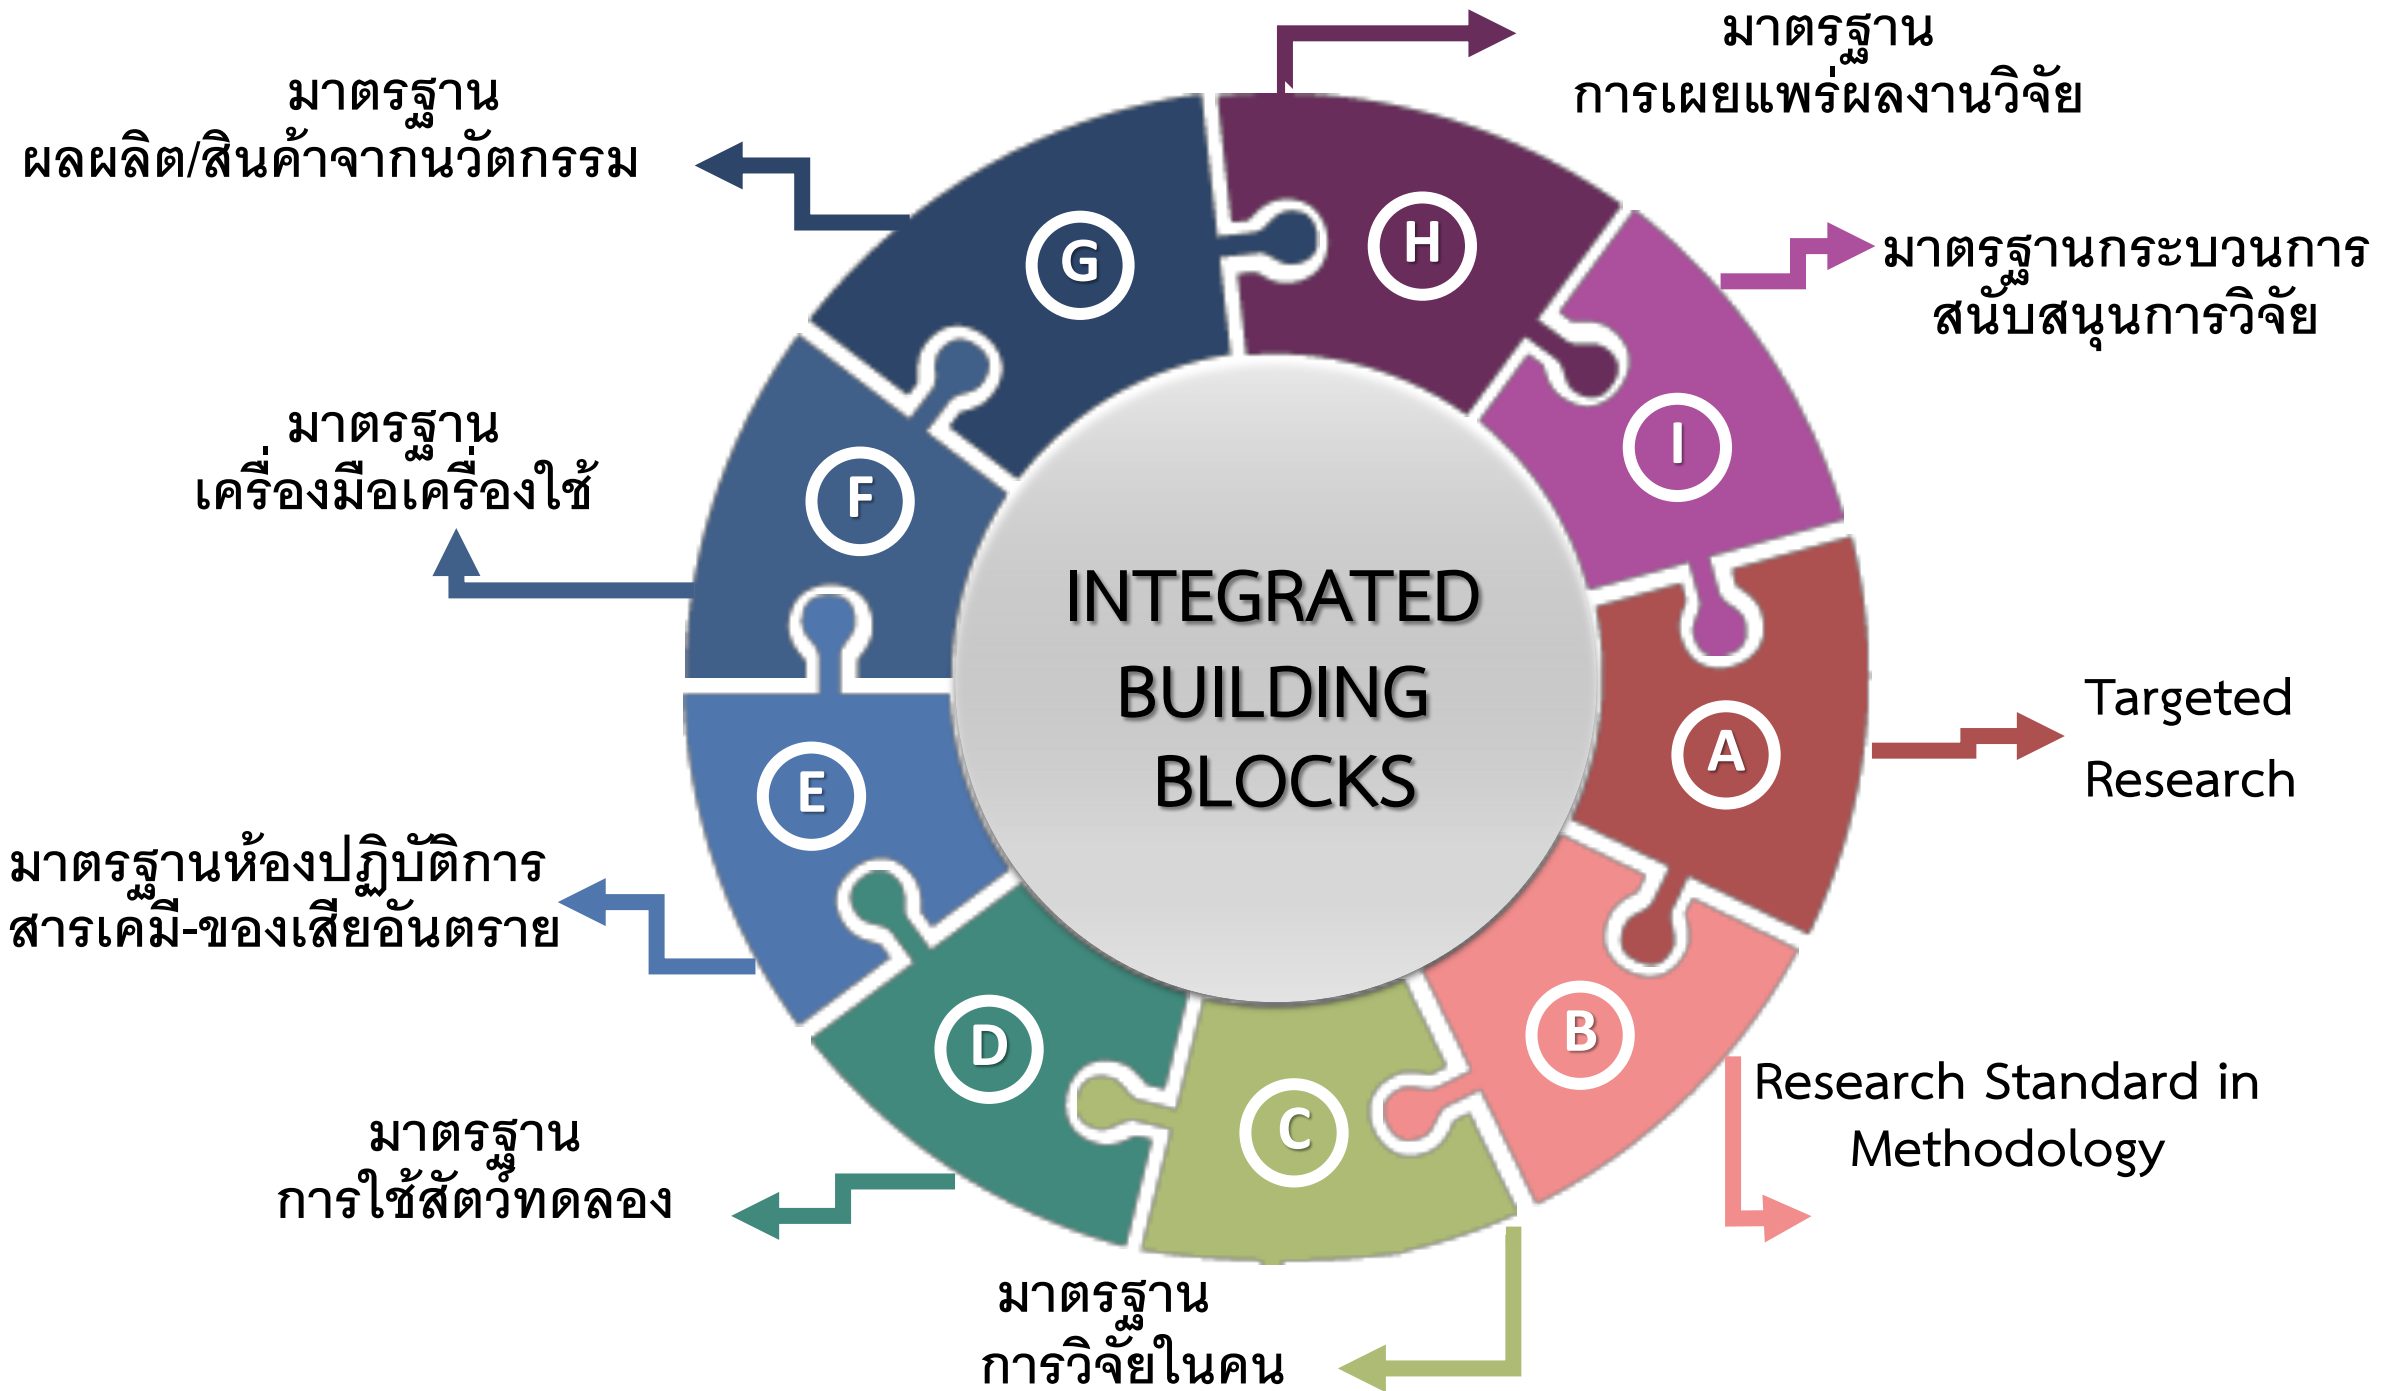 มาตรฐาน
การเผยแพร่ผลงานวิจัย
มาตรฐาน
ผลผลิต/สินค้าจากนวัตกรรม
H
G
มาตรฐานกระบวนการ
สนับสนุนการวิจัย
มาตรฐาน
เครื่องมือเครื่องใช้
I
F
INTEGRATED
BUILDING
BLOCKS
Targeted
Research
A
E
มาตรฐานห้องปฏิบัติการ
สารเคมี-ของเสียอันตราย
B
D
Research Standard in
Methodology
C
มาตรฐาน
การใช้สัตว์ทดลอง
มาตรฐาน
การวิจัยในคน